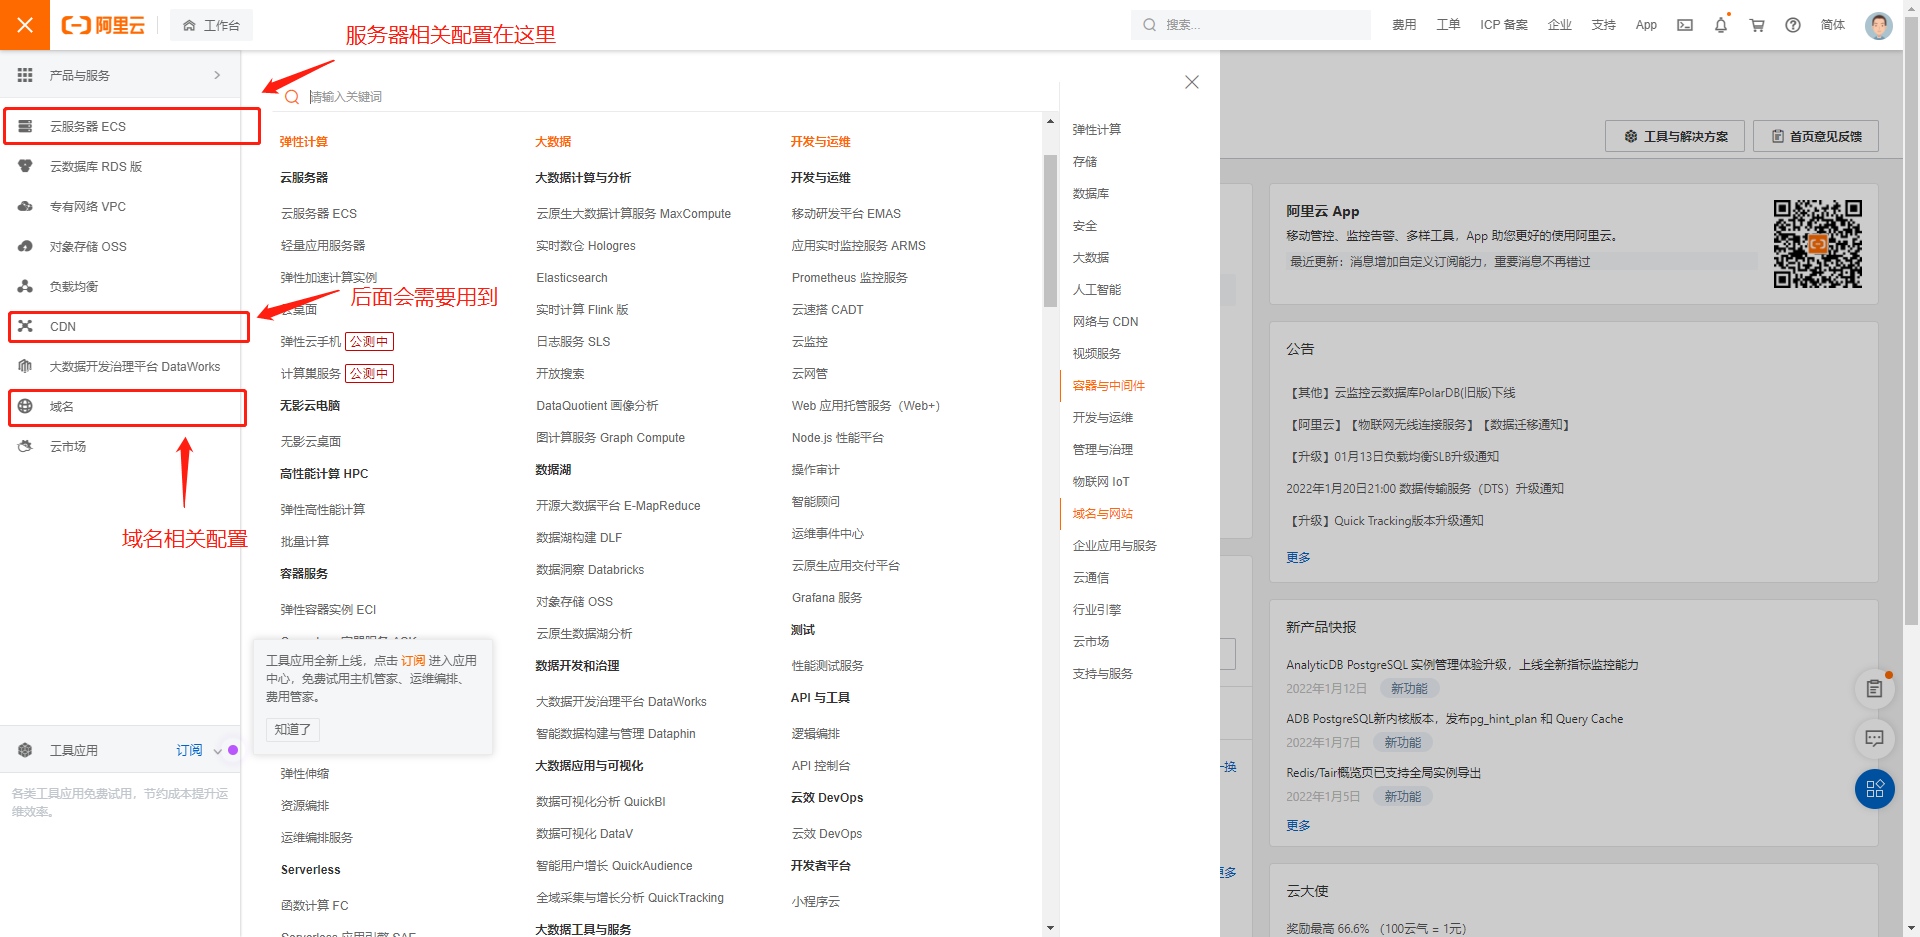 阿里云
工作台
服务器相关配置在这里
搜索...
费用
工单
ICP 备案
企业
支持
App
简体
产品与服务
云服务器 ECS
云数据库 RDS 版
专有网络 VPC
对象存储 OSS
负载均衡
CDN
大数据开发治理平台 DataWorks
域名
云市场
域名相关配置
后面会需要用到
工具应用
订阅
各类工具应用免费试用，节约成本提升运
维效率。
请输入关键词
弹性计算
云服务器
云服务器 ECS
轻量应用服务器
弹性加速计算实例
云桌面
弹性云手机 公测中
计算巢服务 公测中
无影云电脑
无影云桌面
高性能计算 HPC
弹性高性能计算
批量计算
容器服务
弹性容器实例 ECI
工具应用全新上线，点击 订阅 进入应用
中心，免费试用主机管家、运维编排、
费用管家。
知道了
弹性伸缩
资源编排
运维编排服务
Serverless
函数计算 FC
Serverless 应用引擎 SAE
大数据
大数据计算与分析
云原生大数据计算服务 MaxCompute
实时数仓 Hologres
Elasticsearch
实时计算 Flink 版
日志服务 SLS
开放搜索
DataQuotient 画像分析
图计算服务 Graph Compute
数据湖
开源大数据平台 E-MapReduce
数据湖构建 DLF
数据洞察 Databricks
对象存储 OSS
云原生数据湖分析
数据开发和治理
大数据开发治理平台 DataWorks
智能数据构建与管理 Dataphin
大数据应用与可视化
数据可视化分析 QuickBI
数据可视化 DataV
智能用户增长 QuickAudience
全域采集与增长分析 QuickTracking
大数据工具与服务
开发与运维
开发与运维
移动研发平台 EMAS
应用实时监控服务 ARMS
Prometheus 监控服务
云速搭 CADT
云监控
云网管
Web 应用托管服务（Web+）
Node.js 性能平台
操作审计
智能顾问
运维事件中心
云原生应用交付平台
Grafana 服务
测试
性能测试服务
API 与工具
逻辑编排
API 控制台
云效 DevOps
云效 DevOps
开发者平台
小程序云
弹性计算
存储
数据库
安全
大数据
人工智能
网络与 CDN
视频服务
容器与中间件
开发与运维
管理与治理
物联网 IoT
域名与网站
企业应用与服务
云通信
行业引擎
云市场
支持与服务
工具与解决方案
首页意见反馈
阿里云 App
移动管控、监控告警、多样工具，App 助您更好的使用阿里云。
最近更新：消息增加自定义订阅能力，重要消息不再错过
公告
【其他】云监控云数据库PolarDB(旧版)下线
【阿里云】【物联网无线连接服务】【数据迁移通知】
【升级】01月13日负载均衡SLB升级通知
2022年1月20日21:00 数据传输服务（DTS）升级通知
【升级】Quick Tracking版本升级通知
更多
新产品快报
AnalyticDB PostgreSQL 实例管理体验升级，上线全新指标监控能力
2022年1月12日 新功能
ADB PostgreSQL新内核版本，发布pg_hint_plan 和 Query Cache
2022年1月7日 新功能
Redis/Tair概览页已支持全局实例导出
2022年1月5日 新功能
更多
换
更多
云大使
奖励最高 66.6% （100云气 = 1元）